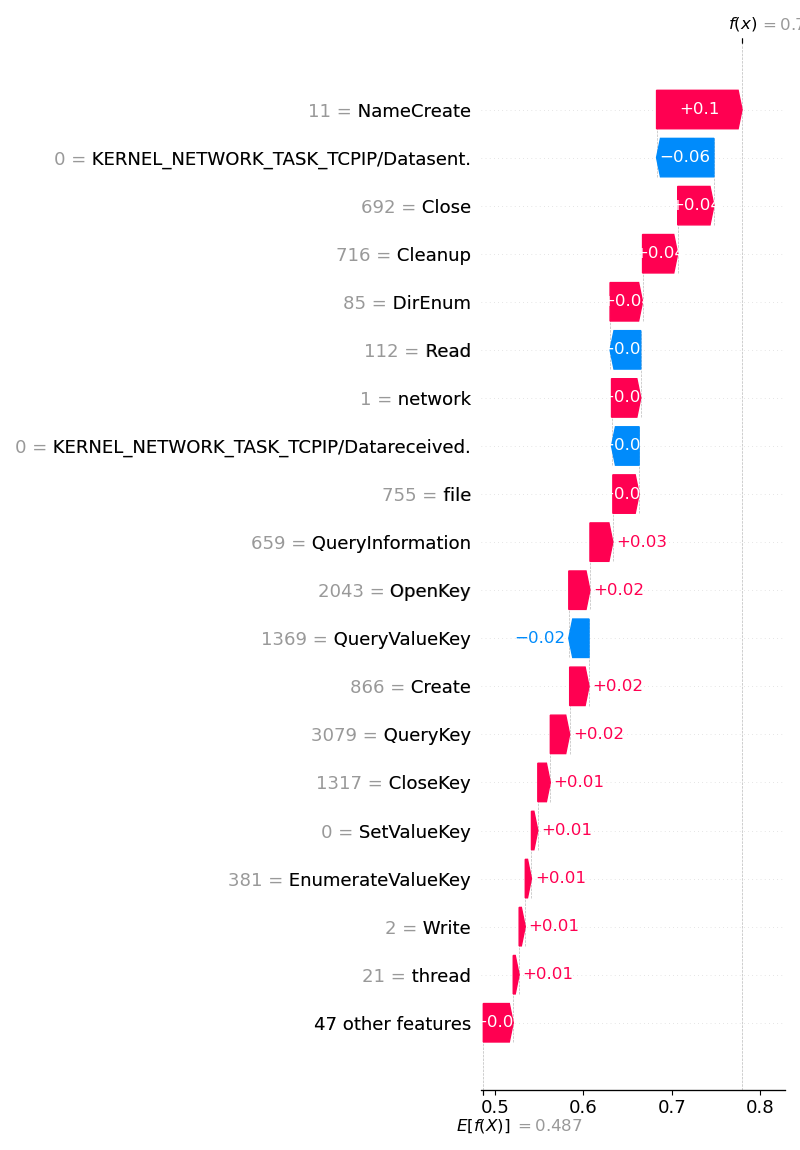 f(x) = 0.7
11 = NameCreate
+0.1
0 = KERNEL_NETWORK_TASK_TCPIP/Datasent.
−0.06
692 = Close
+0.04
716 = Cleanup
+0.04
85 = DirEnum
112 = Read
1 = network
0 = KERNEL_NETWORK_TASK_TCPIP/Datareceived.
755 = file
659 = QueryInformation
+0.03
2043 = OpenKey
+0.02
1369 = QueryValueKey
−0.02
866 = Create
+0.02
3079 = QueryKey
+0.02
1317 = CloseKey
+0.01
0 = SetValueKey
+0.01
381 = EnumerateValueKey
+0.01
2 = Write
+0.01
21 = thread
+0.01
47 other features
0.5 0.6 0.7 0.8
E[f(X)] = 0.487